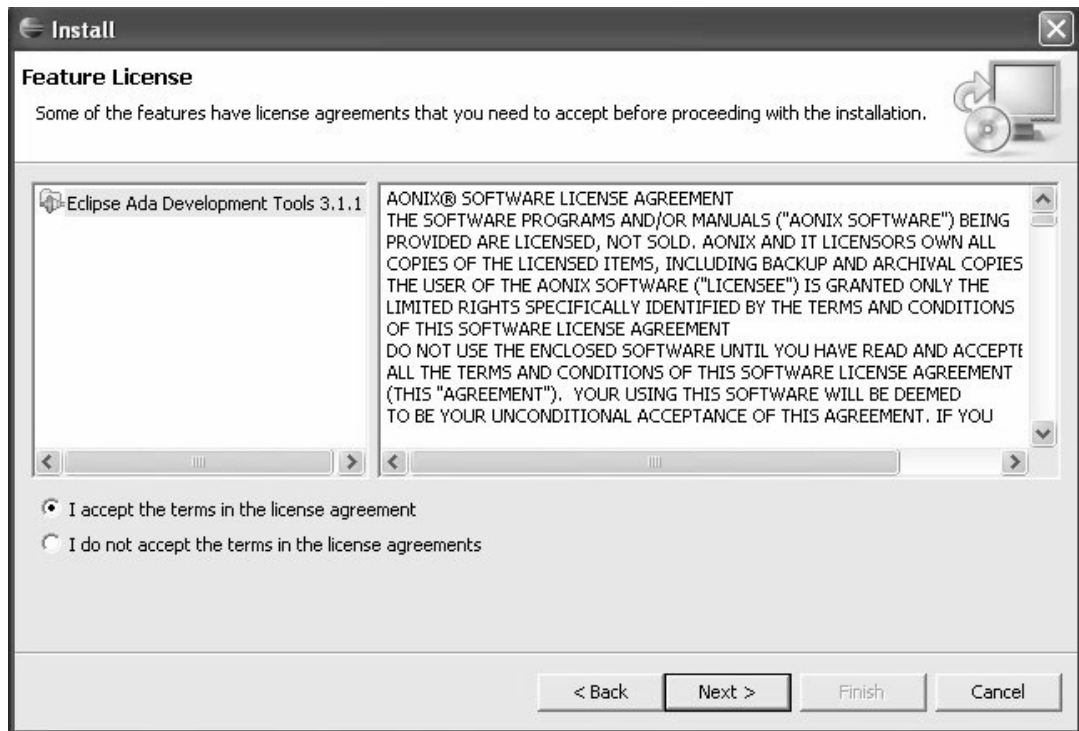 Install
Feature License
Some of the features have license agreements that you need to accept before proceeding with the installation.
Eclipse Ada Development Tools 3.1.1
AONIX® SOFTWARE LICENSE AGREEMENT
THE SOFTWARE PROGRAMS AND/OR MANUALS ("AONIX SOFTWARE") BEING
PROVIDED ARE LICENSED, NOT SOLD. AONIX AND IT LICENSORS OWN ALL
COPIES OF THE LICENSED ITEMS, INCLUDING BACKUP AND ARCHIVAL COPIES
THE USER OF THE AONIX SOFTWARE ("LICENSEE") IS GRANTED ONLY THE
LIMITED RIGHTS SPECIFICALLY IDENTIFIED BY THE TERMS AND CONDITIONS
OF THIS SOFTWARE LICENSE AGREEMENT
DO NOT USE THE ENCLOSED SOFTWARE UNTIL YOU HAVE READ AND ACCEPTE
ALL THE TERMS AND CONDITIONS OF THIS SOFTWARE LICENSE AGREEMENT
(THIS "AGREEMENT"). YOUR USING THIS SOFTWARE WILL BE DEEMED
TO BE YOUR UNCONDITIONAL ACCEPTANCE OF THIS AGREEMENT. IF YOU
I accept the terms in the license agreement
I do not accept the terms in the license agreements
< Back Next > Finish Cancel